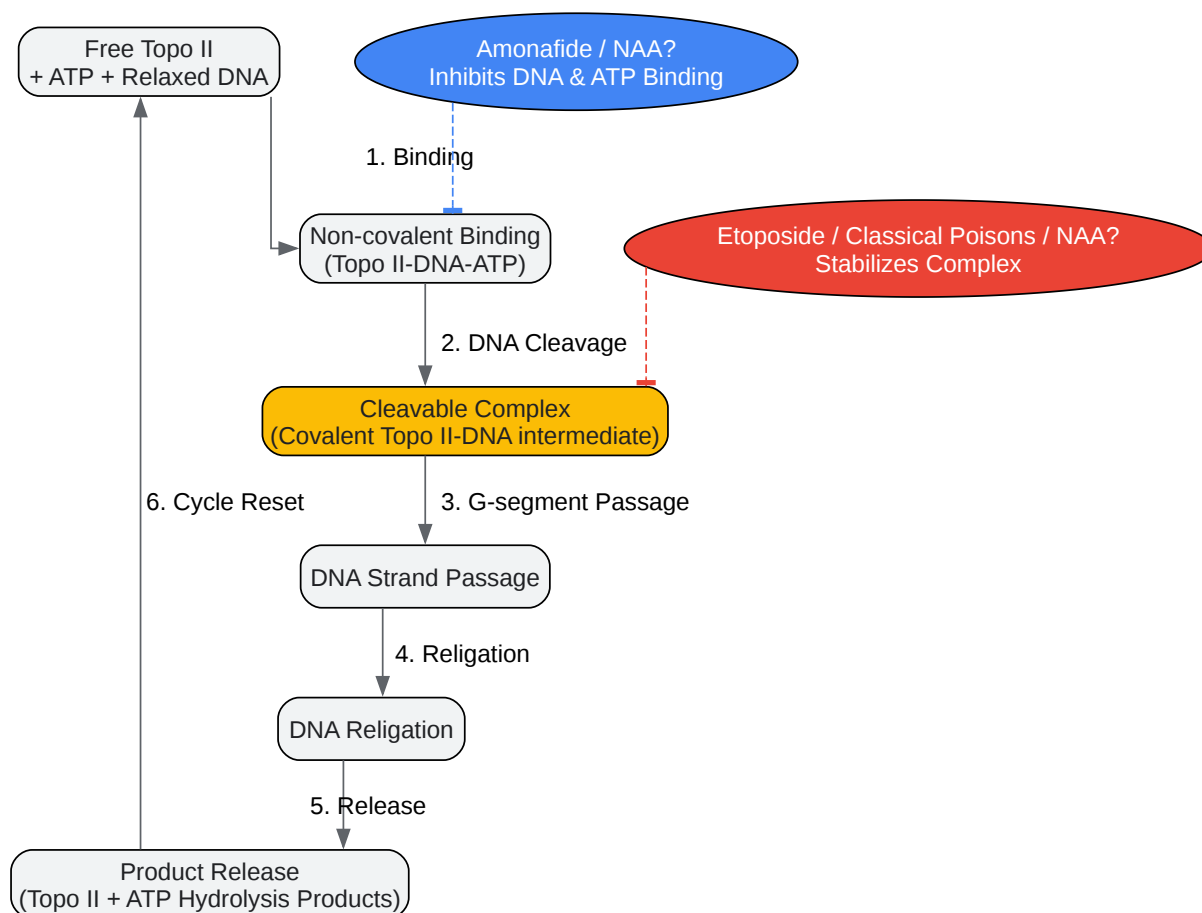 Free Topo II
+ ATP + Relaxed DNA
Amonafide / NAA?
Inhibits DNA & ATP Binding
1. Binding
Non-covalent Binding
(Topo II-DNA-ATP)
Etoposide / Classical Poisons / NAA?
Stabilizes Complex
2. DNA Cleavage
Cleavable Complex
(Covalent Topo II-DNA intermediate)
6. Cycle Reset
3. G-segment Passage
DNA Strand Passage
4. Religation
DNA Religation
5. Release
Product Release
(Topo II + ATP Hydrolysis Products)